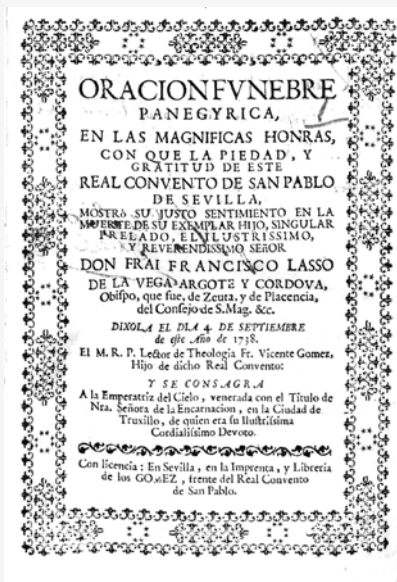 ORACION FVNEBRE
PANEGYRICA,
EN LAS MAGNIFICAS HONRAS,
CON QUE LA PIEDAD, Y
GRATITUD DE ESTE
REAL CONVENTO DE SAN PABLO
DE SEVILLA,
MOSTRò SU JUSTO SENTIMIENTO EN LA
MUERTE DE SU EXEMPLAR HIJO, SINGULAR
PRELADO, EL ILUSTRISSIMO,
Y REVERENDISSIMO SEñOR
DON FRAI FRANCISCO LASSO
DE LA VEGA ARGOTE Y CORDOVA,
Obispo, que fue, de Zeuta, y de Placencia,
del Consejo de S. Mag. &c.
DIXOLA EL DIA 4. DE SEPTIEMBRE
de este Año de 1738.
El M. R. P. Lector de Theologia Fr. Vicente Gomez,
Hijo de dicho Real Convento:
Y SE CONSAGRA
A la Emperatriz del Cielo, venerada con el Titulo de
Nra. Señora de la Encarnacion, en la Ciudad de
Truxillo, de quien era su Ilustrissima
Cordialissimo Devoto.
Con licencia: En Sevilla, en la Imprenta, y Libreria
de los GOMEZ, frente del Real Convento
de San Pablo.